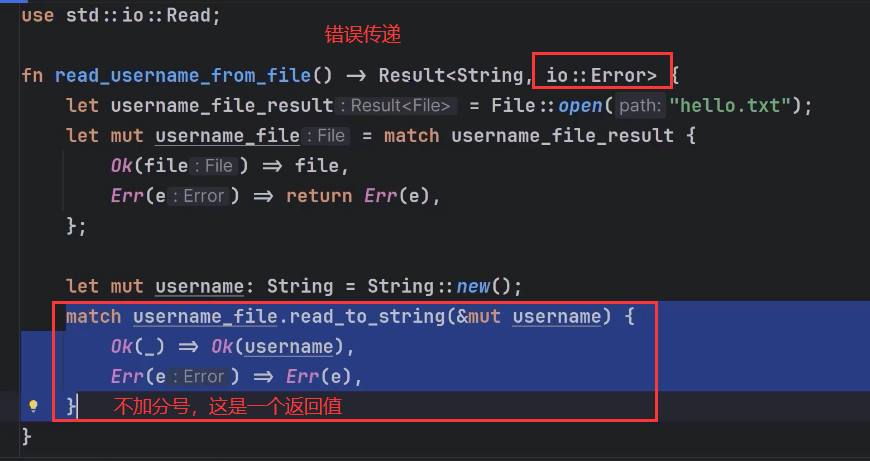 use std::io::Read;
错误传递
fn read_username_from_file() -> Result<String, io::Error> {
let username_file_result: Result<File> = File::open(path: "hello.txt");
let mut username_file: File = match username_file_result {
Ok(file: File) => file,
Err(e: Error) => return Err(e),
};
let mut username: String = String::new();
match username_file.read_to_string(&mut username) {
Ok(_) => Ok(username),
Err(e: Error) => Err(e),
} 不加分号，这是一个返回值
}